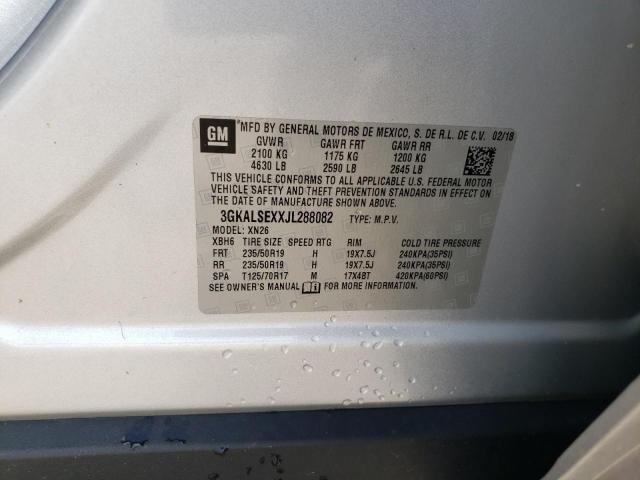 GM MFD BY GENERAL MOTORS DE MEXICO, S. DE R.L. DE C.V. 02/18
GVWR GAWR FRT GAWR RR
2100 KG 1175 KG 1200 KG
4630 LB 2590 LB 2645 LB
THIS VEHICLE CONFORMS TO ALL APPLICABLE U.S. FEDERAL MOTOR
VEHICLE SAFETY AND THEFT PREVENTION STANDARDS IN EFFECT ON
THE DATE OF MANUFACTURE SHOWN ABOVE.
3GKALSEXXJL288082 TYPE: M.P.V.
MODEL: XN26
XBH6 TIRE SIZE SPEED RTG RIM COLD TIRE PRESSURE
FRT 235/50R19 H 19X7.5J 240KPA(35PSI)
RR 235/50R19 H 19X7.5J 240KPA(35PSI)
SPA T125/70R17 M 17X4BT 420KPA(60PSI)
SEE OWNER'S MANUAL FOR MORE INFORMATION